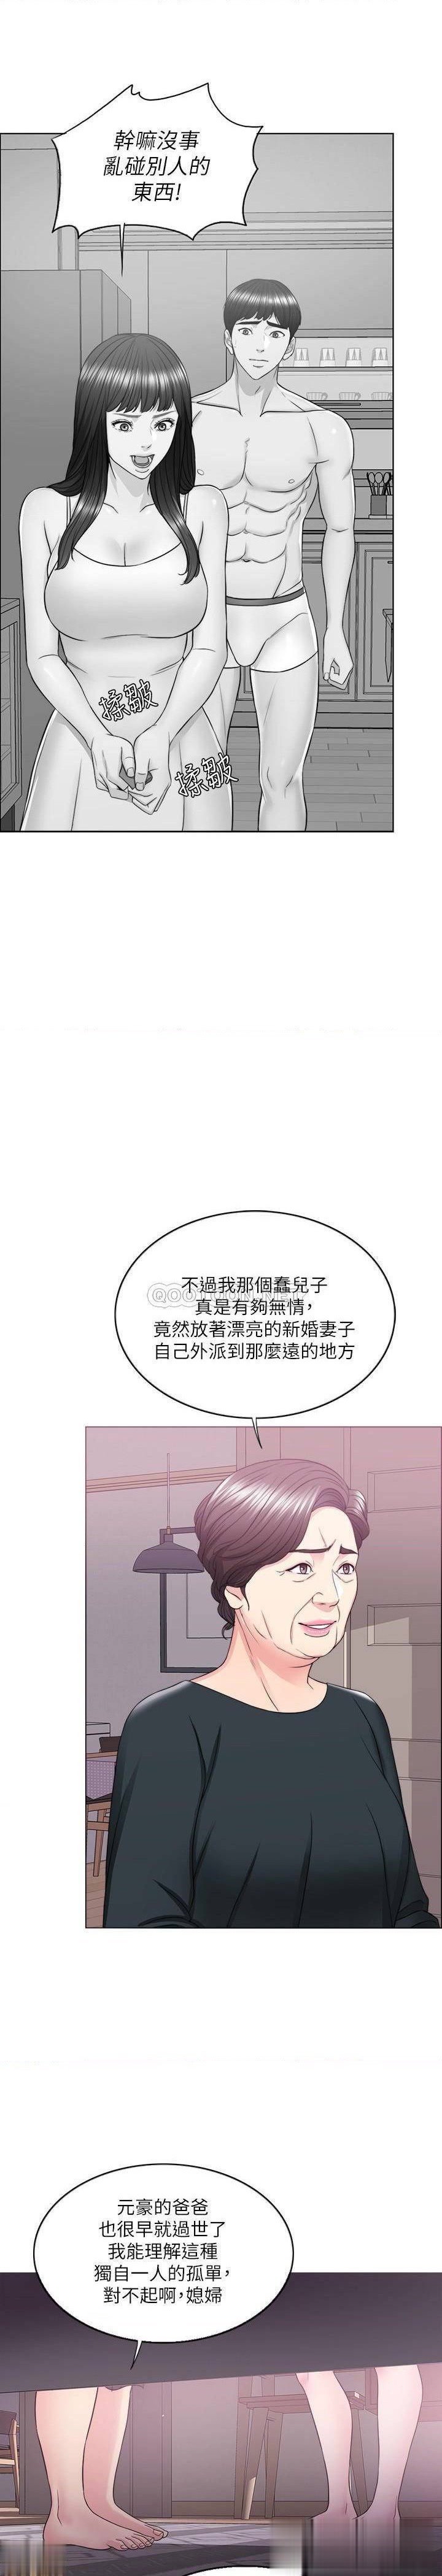 幹嘛沒事
亂碰別人的
東西!
揉皺
揉皺
不過我那個蠢兒子
真是有夠無情，
竟然放著漂亮的新婚妻子
自己外派到那麼遠的地方
元豪的爸爸
也很早就過世了
我能理解這種
獨自一人的孤單，
對不起啊，媳婦